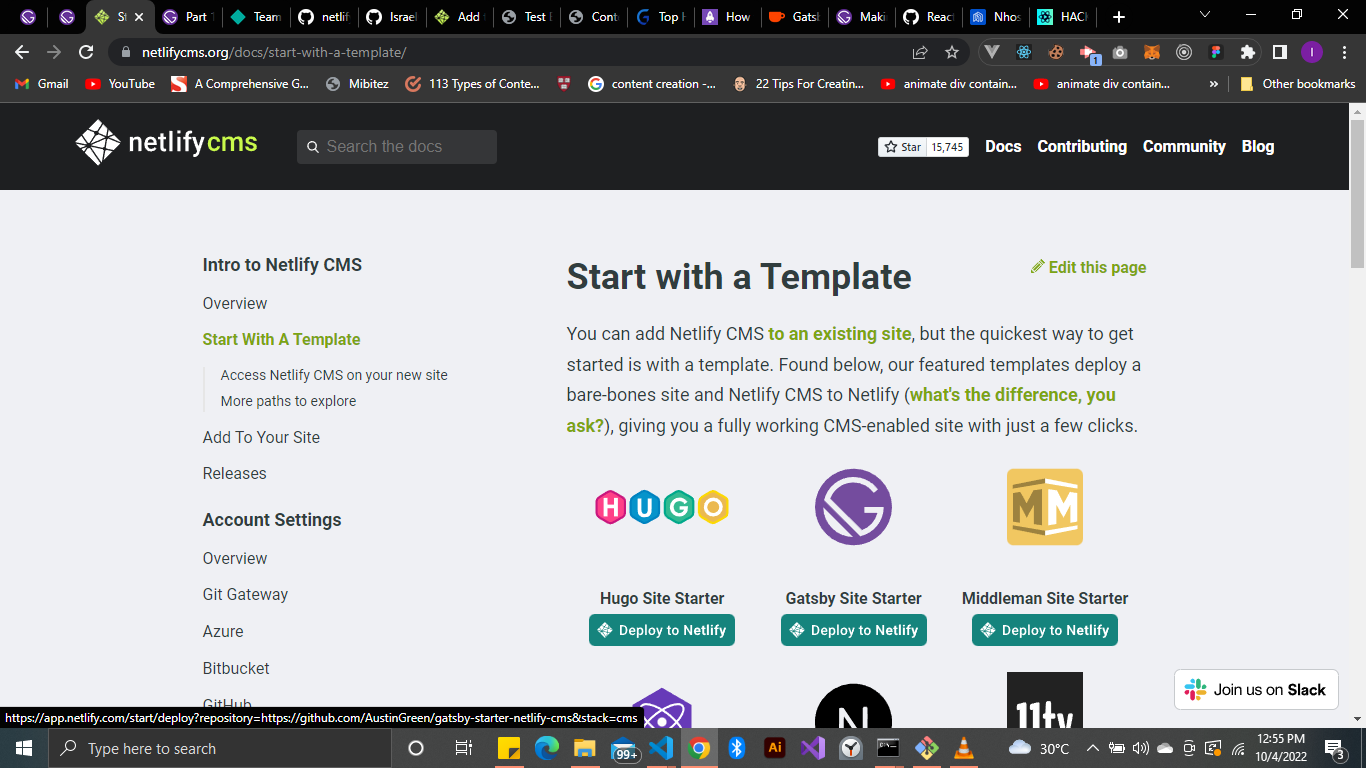 St
Part 1
Team
netlif
Israel
Add t
Test E
Conte
Top H
How
Gatsb
Makin
React
Nhos
HACK
netlifycms.org/docs/start-with-a-template/
1
I
Gmail
YouTube
A Comprehensive G...
Mibitez
113 Types of Conte...
content creation -...
22 Tips For Creatin...
animate div contain...
animate div contain...
»
Other bookmarks
netlifycms
Search the docs
Star 15,745
Docs
Contributing
Community
Blog
Intro to Netlify CMS
Overview
Start With A Template
Access Netlify CMS on your new site
More paths to explore
Add To Your Site
Releases
Account Settings
Overview
Git Gateway
Azure
Bitbucket
GitHub
Start with a Template
Edit this page
You can add Netlify CMS to an existing site, but the quickest way to get
started is with a template. Found below, our featured templates deploy a
bare-bones site and Netlify CMS to Netlify (what's the difference, you
ask?), giving you a fully working CMS-enabled site with just a few clicks.
HUGO
MM
Hugo Site Starter
Gatsby Site Starter
Middleman Site Starter
Deploy to Netlify
Deploy to Netlify
Deploy to Netlify
N
11ty
Join us on Slack
https://app.netlify.com/start/deploy?repository=https://github.com/AustinGreen/gatsby-starter-netlify-cms&stack=cms
Type here to search
99+
Ai
30°C
12:55 PM
10/4/2022
3